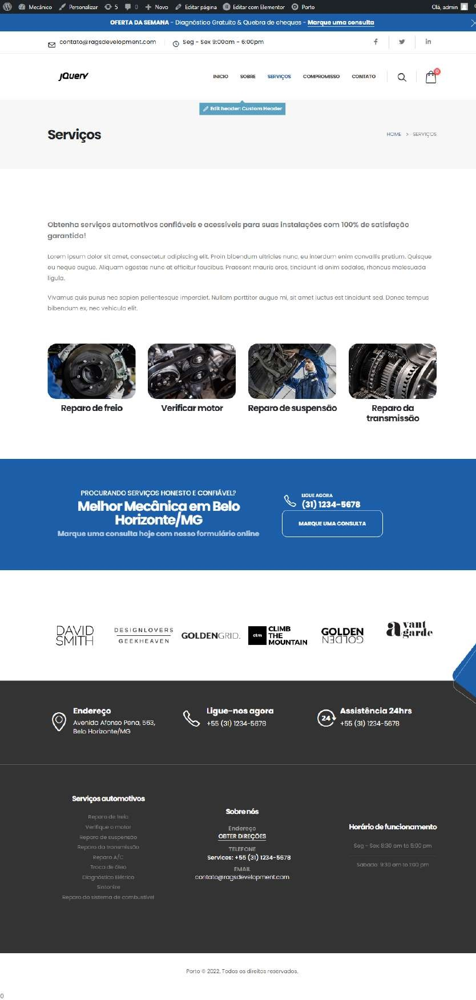 Mecânico Personalizar 5 0 Novo Editar página Editar com Elementor Porto Olá, admin
OFERTA DA SEMANA - Diagnóstico Gratuito & Quebra de cheques - Marque uma consulta
contato@ragsdevelopment.com Seg - Sex 9:00am - 6:00pm
jQuery INICIO SOBRE SERVIÇOS COMPROMISSO CONTATO 0
Edit header: Custom Header
Serviços
HOME > SERVIÇOS
Obtenha serviços automotivos confiáveis e acessíveis para suas instalações com 100% de satisfação
garantida!
Lorem ipsum dolor sit amet, consectetur adipiscing elit. Proin bibendum ultricies nunc, eu interdum enim convallis pretium. Quisque
eu neque augue. Aliquam egestas nunc at efficitur faucibus. Praesent mauris eros, tincidunt id enim sodales, rhoncus malesuada
ligula.
Vivamus quis purus nec sapien pellentesque imperdiet. Nullam porttitor augue mi, sit amet luctus est tincidunt sed. Donec tempus
bibendum ex, nec vehicula elit.
Reparo de freio
Verificar motor
Reparo de suspensão
Reparo da
transmissão
PROCURANDO SERVIÇOS HONESTO E CONFIÁVEL?
Melhor Mecânica em Belo
Horizonte/MG
Marque uma consulta hoje com nosso formulário online
LIGUE AGORA
(31) 1234-5678
MARQUE UMA CONSULTA
DAVID
SMITH
DESIGNLOVERS
GEEKHEAVEN
GOLDENGRID.
ctm
CLIMB
THE
MOUNTAIN
GOLDEN
GOLDEN
avant
garde
Endereço
Avenida Afonso Pena, 563,
Belo Horizonte/MG
Ligue-nos agora
+55 (31) 1234-5678
24
Assistência 24hrs
+55 (31) 1234-5678
Serviços automotivos
Reparo de freio
Verifique o motor
Reparo de suspensão
Reparo da transmissão
Reparo A/C
Troca de óleo
Diagnóstico Elétrico
Sintonize
Reparo do sistema de combustível
Sobre nós
Endereço
OBTER DIREÇÕES
TELEFONE
Services: +55 (31) 1234-5678
EMAIL
contato@ragsdevelopment.com
Horário de funcionamento
Seg - Sex: 8:30 am to 5:00 pm
Sabado: 9:30 am to 1:00 pm
Porto © 2022. Todos os direitos reservados.
0